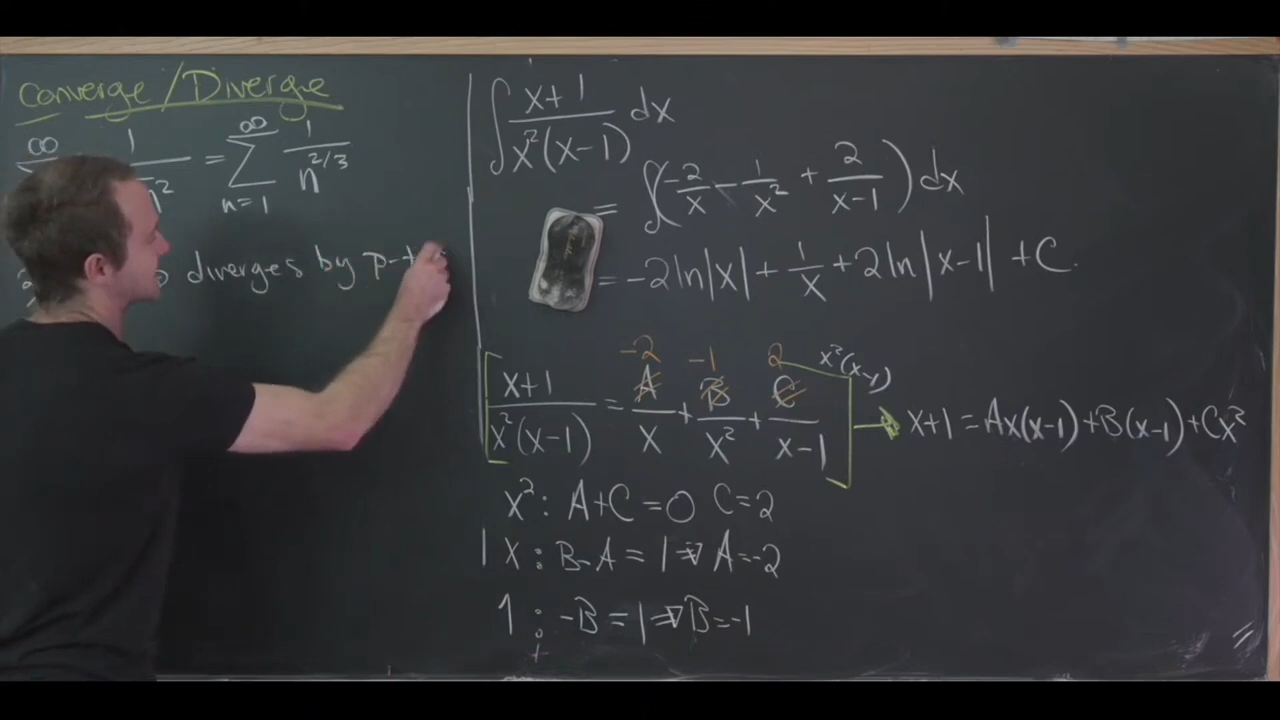 Converge/Diverge
∞ 1/n² = ∞ ∑ n=1 1/n^{2/3}
diverges by p-t
∫ (x+1)/(x²(x-1)) dx
= ∫(-2/x - 1/x² + 2/(x-1)) dx
= -2ln|x| + 1/x + 2ln|x-1| + C.
-2 -1 2 x²(x-1)
[(x+1)/(x²(x-1)) = A/x + B/x² + C/(x-1)] → x+1 = Ax(x-1)+B(x-1)+Cx²
x²: A+C=0 C=2
x: B-A=1 ⇒ A=-2
1: -B=1 ⇒ B=-1